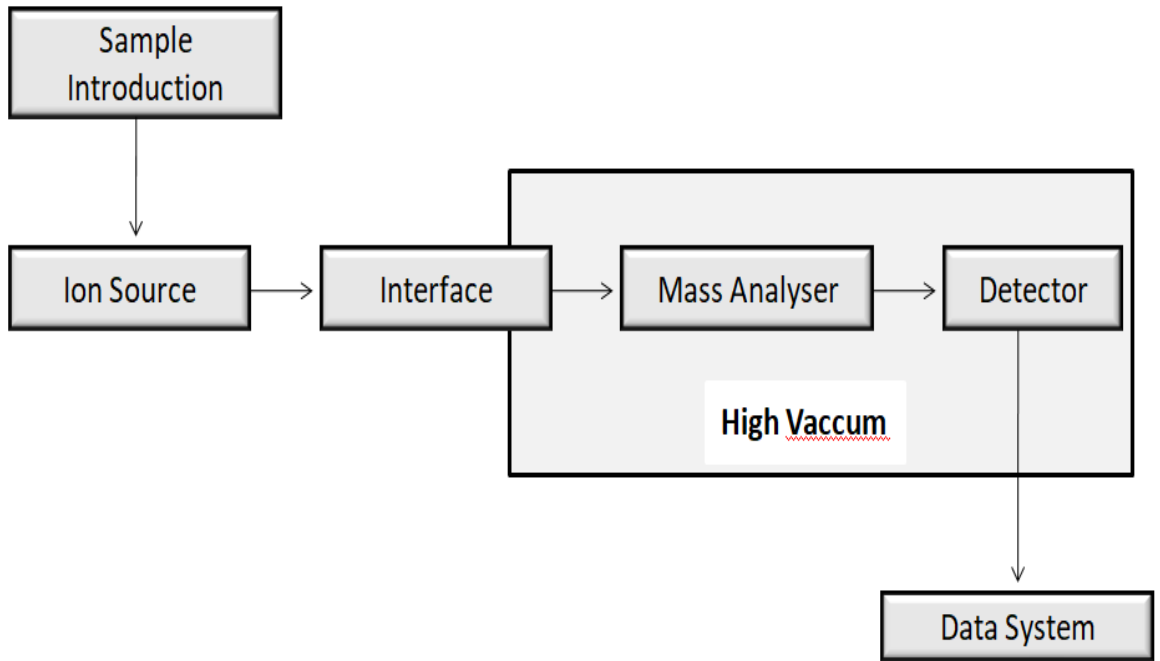 Sample
Introduction
Ion Source
Interface
Mass Analyser
Detector
High Vaccum
Data System